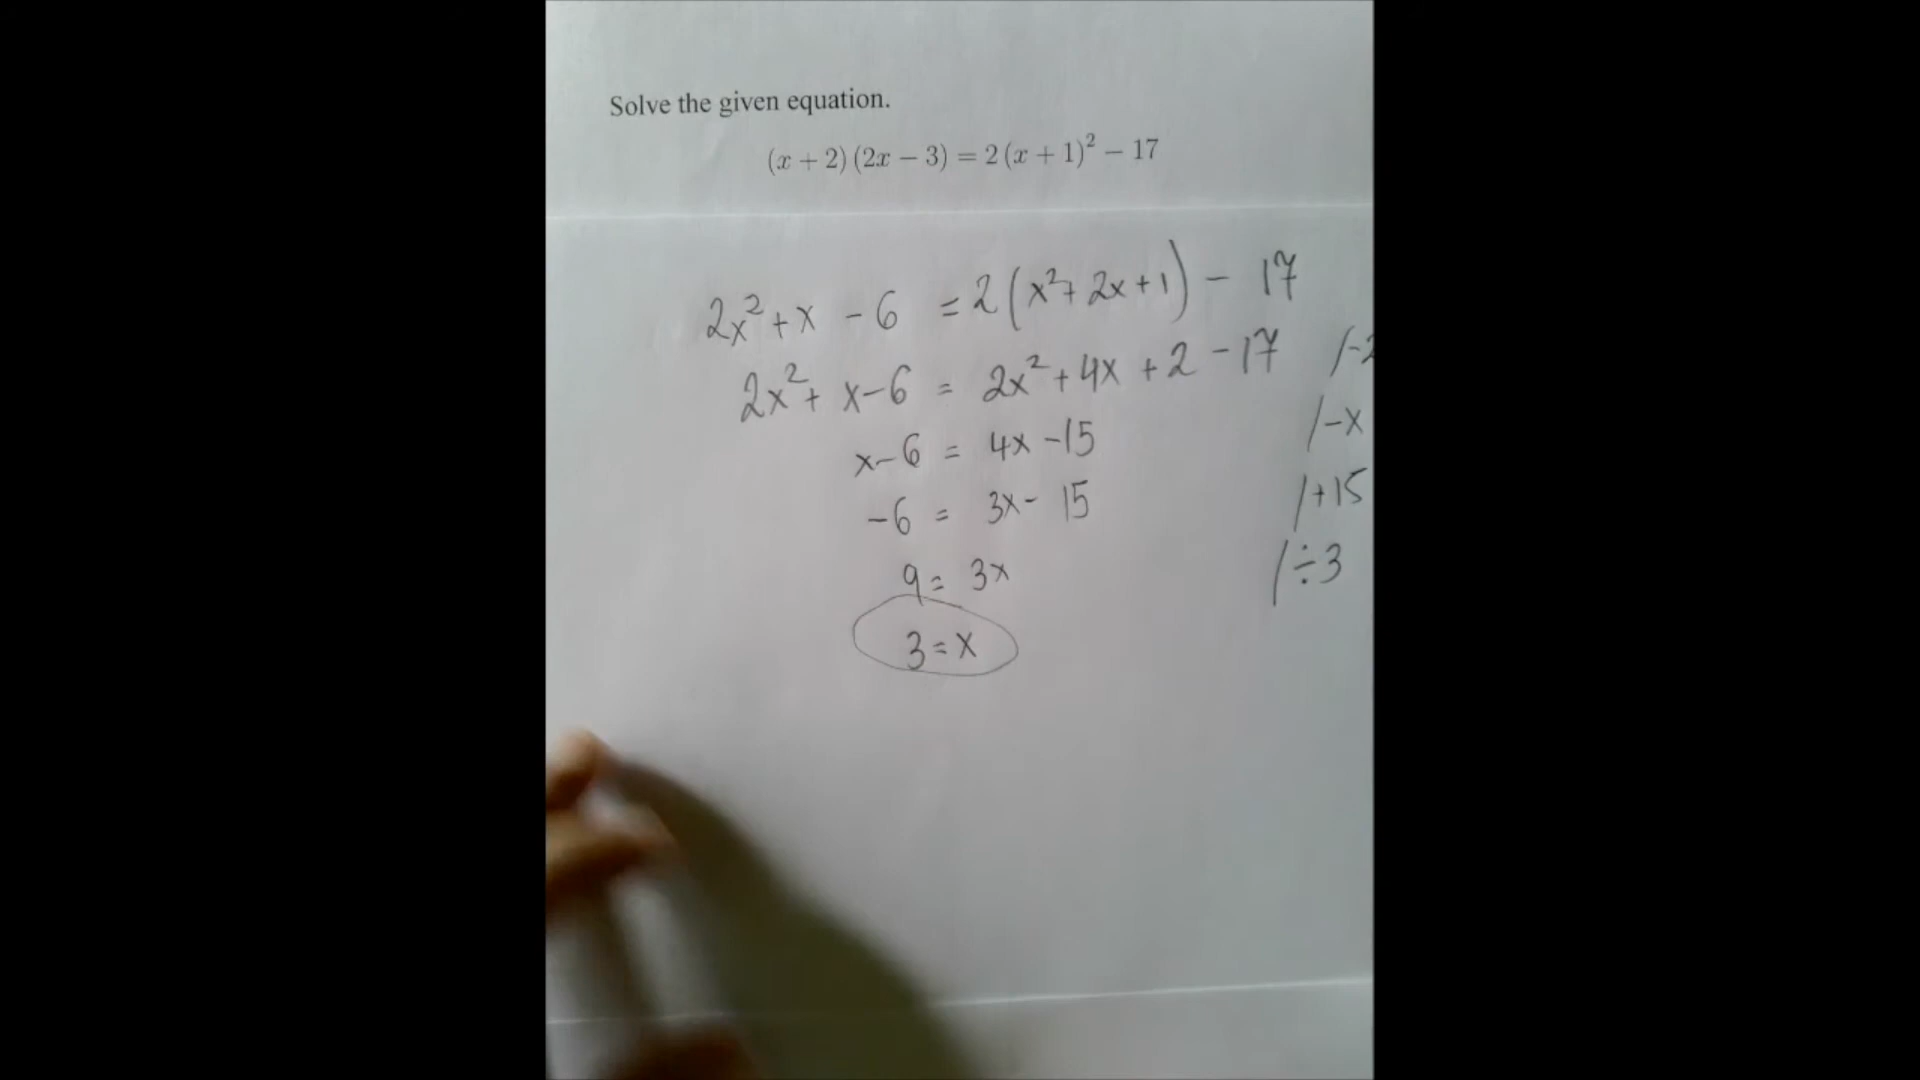 Solve the given equation.
(x + 2)(2x − 3) = 2(x + 1)² − 17
2x² + x - 6 = 2(x² + 2x + 1) - 17
2x² + x - 6 = 2x² + 4x + 2 - 17 /-2
x - 6 = 4x - 15 /-x
-6 = 3x - 15 /+15
9 = 3x /÷3
3 = x